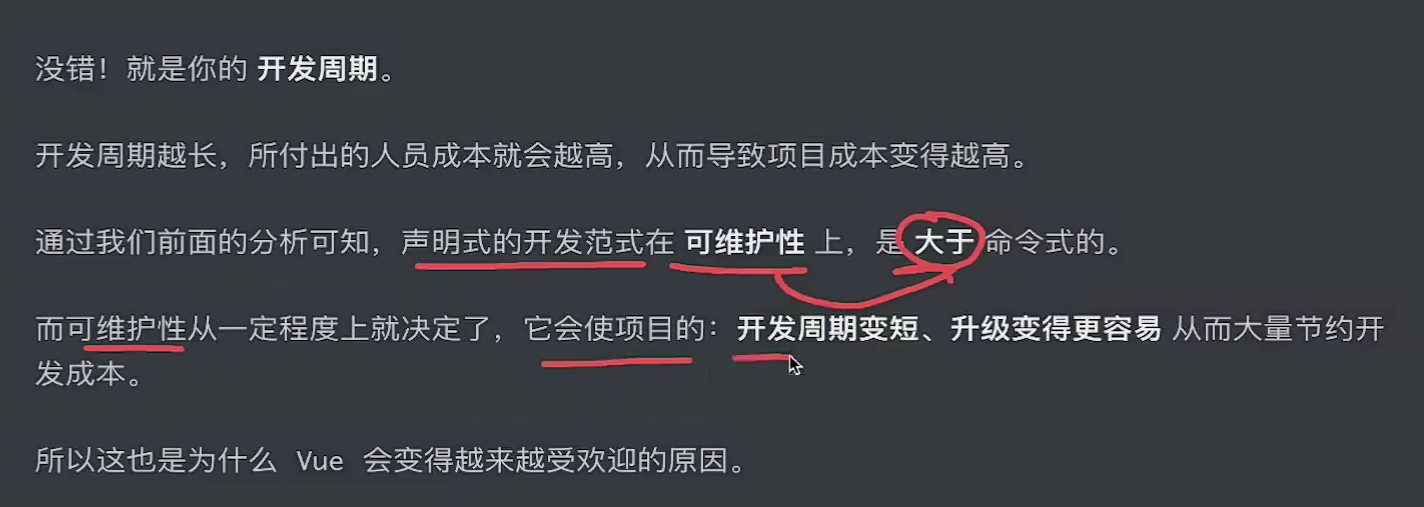 没错！就是你的 开发周期。
开发周期越长，所付出的人员成本就会越高，从而导致项目成本变得越高。
通过我们前面的分析可知，声明式的开发范式在 可维护性 上，是 大于 命令式的。
而可维护性从一定程度上就决定了，它会使项目的：开发周期变短、升级变得更容易 从而大量节约开
发成本。
所以这也是为什么 Vue 会变得越来越受欢迎的原因。